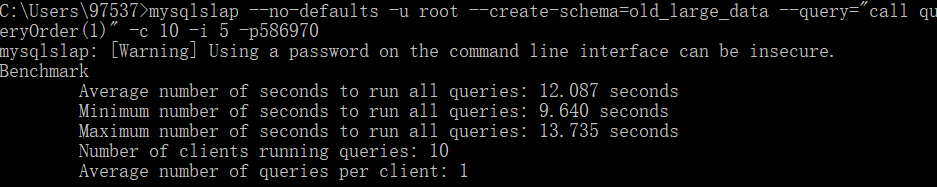 C:\Users\97537>mysqlslap --no-defaults -u root --create-schema=old_large_data --query="call qu
eryOrder(1)" -c 10 -i 5 -p586970
mysqlslap: [Warning] Using a password on the command line interface can be insecure.
Benchmark
        Average number of seconds to run all queries: 12.087 seconds
        Minimum number of seconds to run all queries: 9.640 seconds
        Maximum number of seconds to run all queries: 13.735 seconds
        Number of clients running queries: 10
        Average number of queries per client: 1